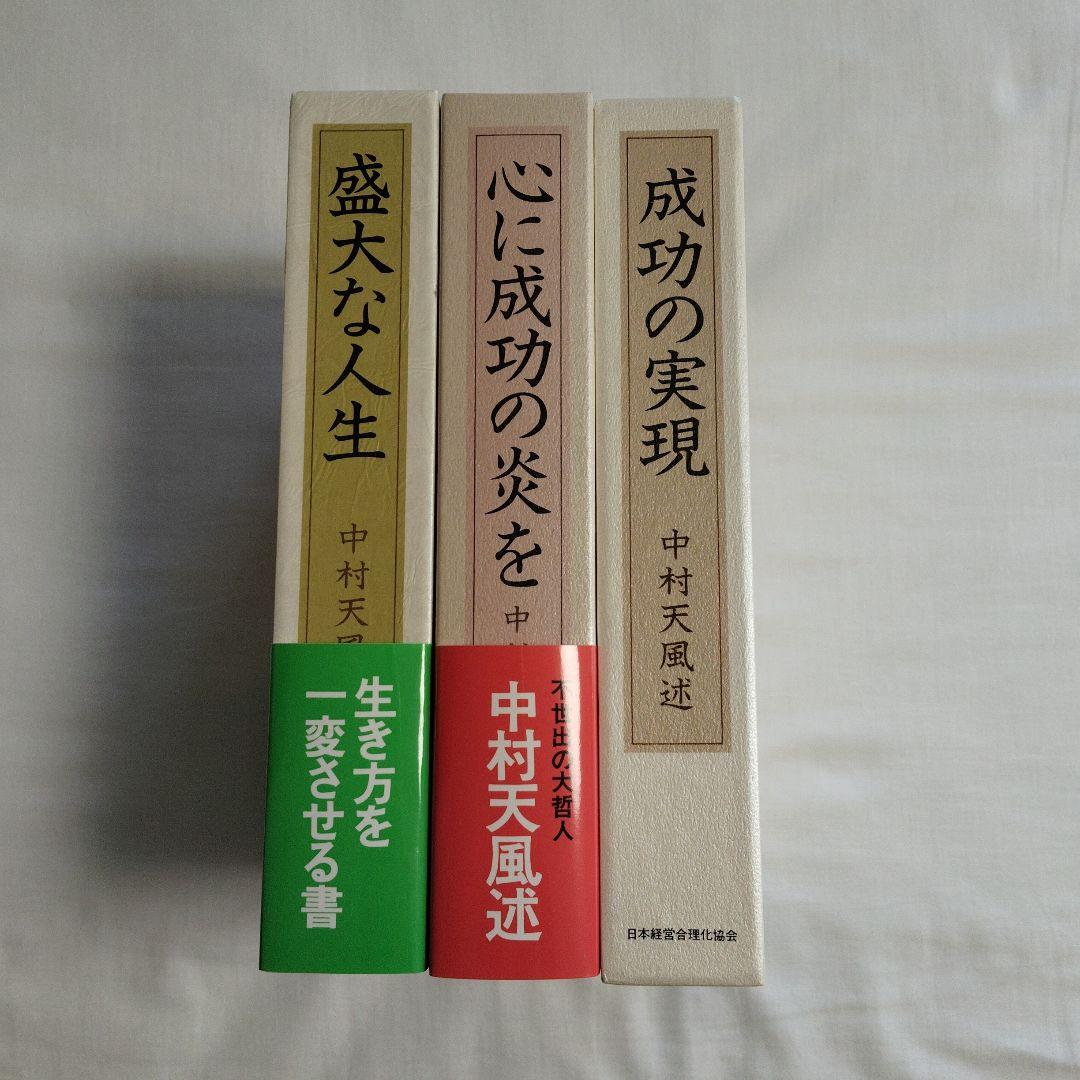 盛大な人生
中村天風
生き方を
一変させる書
心に成功の炎を
中村
不世出の大哲人
中村天風述
成功の実現
中村天風述
日本経営合理化協会